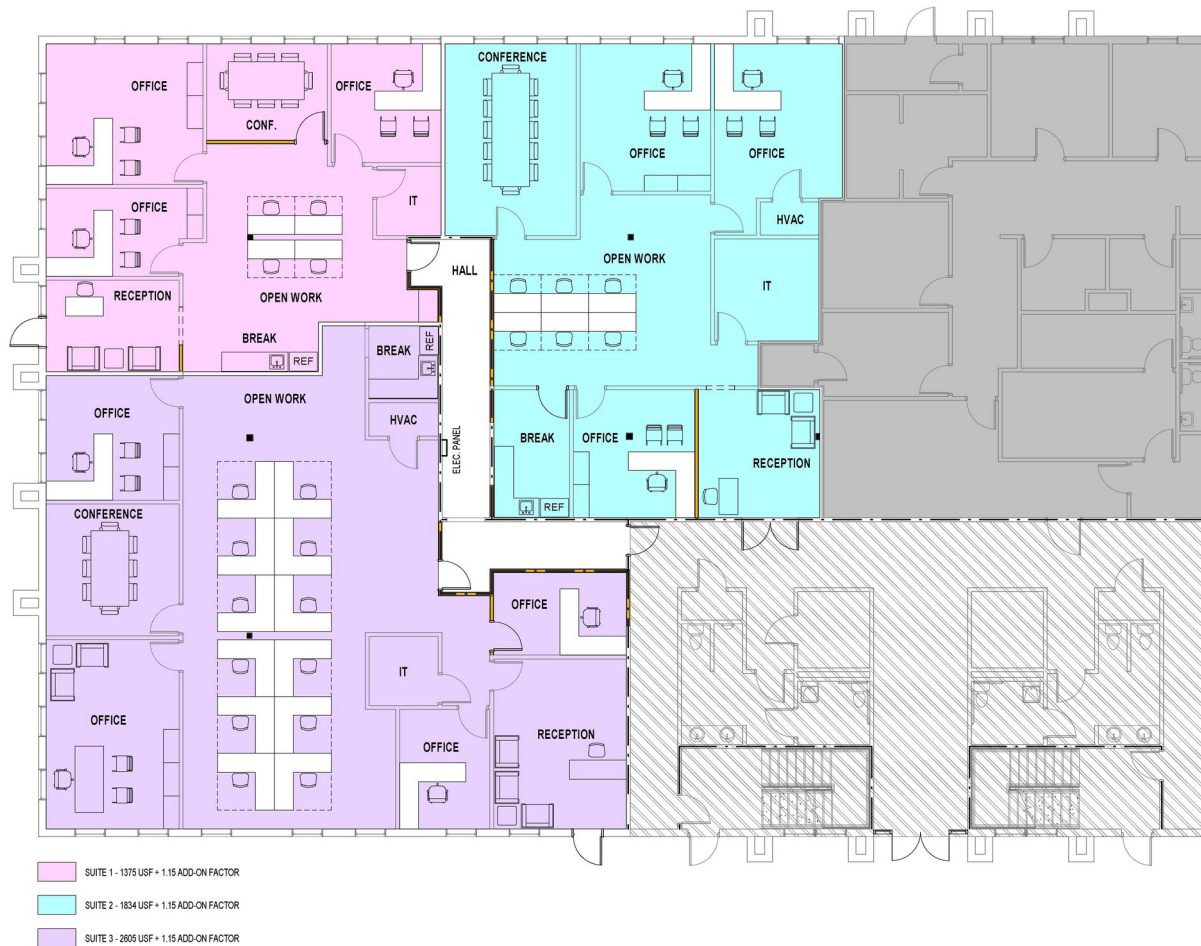 CONFERENCE
OFFICE
OFFICE
CONF.
OFFICE
OFFICE
IT
OFFICE
HVAC
HALL
OPEN WORK
IT
RECEPTION
OPEN WORK
BREAK
REF
BREAK
REF
OPEN WORK
HVAC
OFFICE
ELEC. PANEL
BREAK
OFFICE
RECEPTION
REF
CONFERENCE
OFFICE
IT
OFFICE
RECEPTION
OFFICE
SUITE 1 - 1375 USF + 1.15 ADD-ON FACTOR
SUITE 2 - 1834 USF + 1.15 ADD-ON FACTOR
SUITE 3 - 2605 USF + 1.15 ADD-ON FACTOR